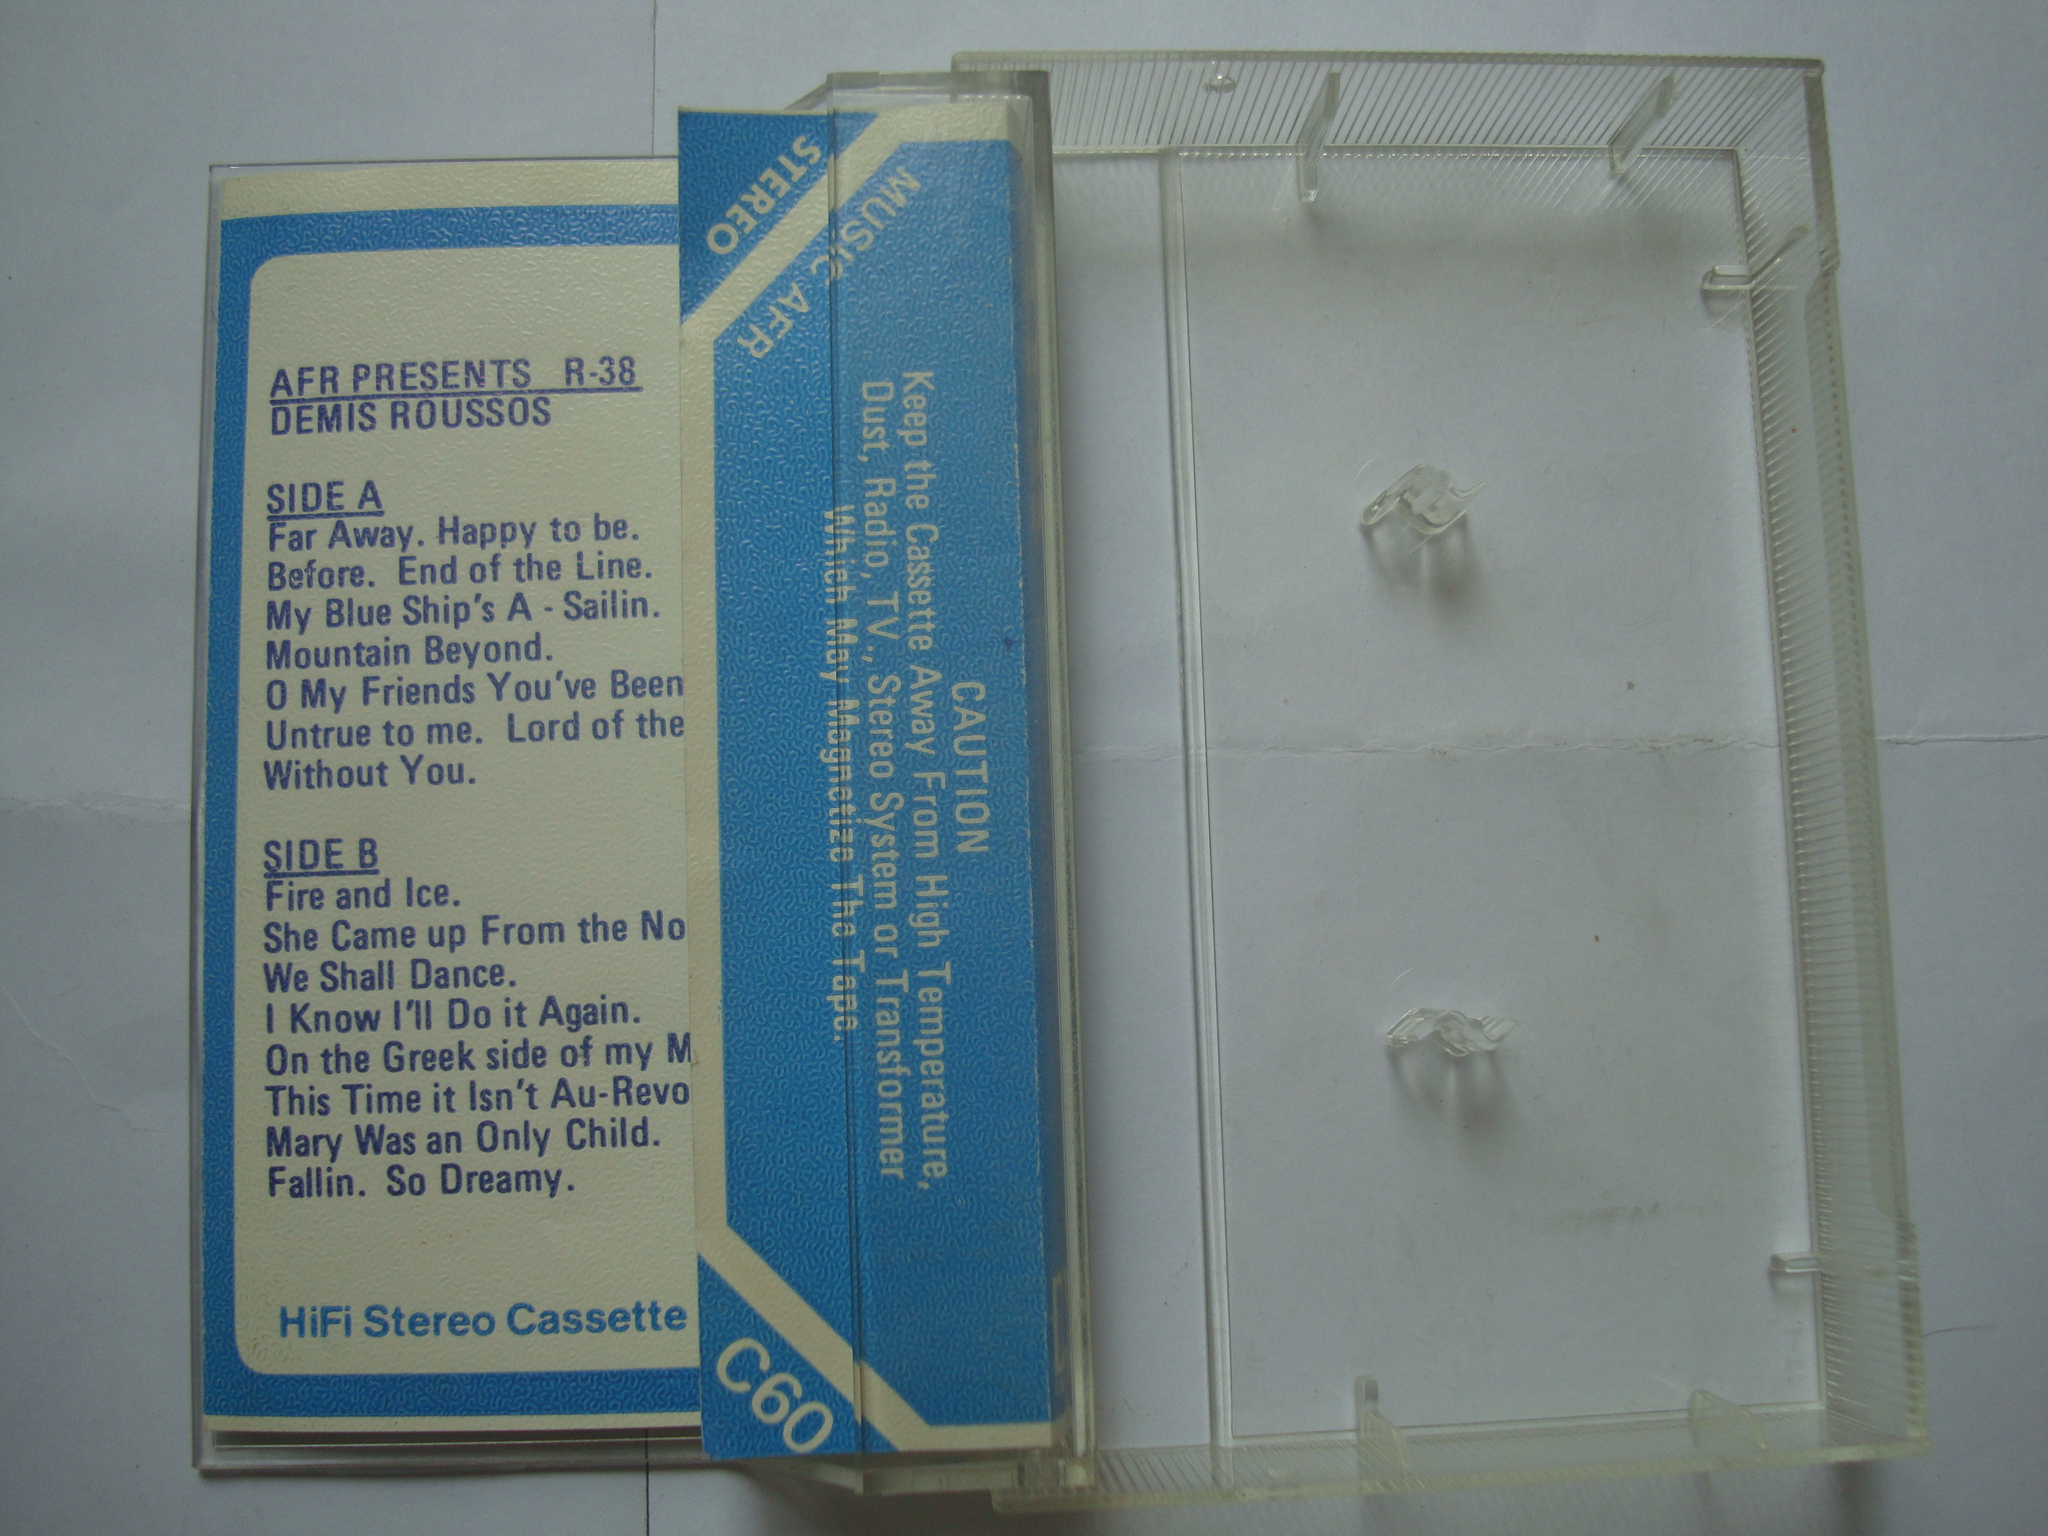 AFR PRESENTS R-38
DEMIS ROUSSOS
SIDE A
Far Away. Happy to be.
Before. End of the Line.
My Blue Ship's A - Sailin.
Mountain Beyond.
O My Friends You've Been
Untrue to me. Lord of the
Without You.
SIDE B
Fire and Ice.
She Came up From the No
We Shall Dance.
I Know I'll Do it Again.
On the Greek side of my M
This Time it Isn't Au-Revo
Mary Was an Only Child.
Fallin. So Dreamy.
HiFi Stereo Cassette
STEREO
MUSIC AFR
CAUTION
Keep the Cassette Away From High Temperature,
Dust, Radio, TV., Stereo System or Transformer
Which May Magnetize The Tape.
C60